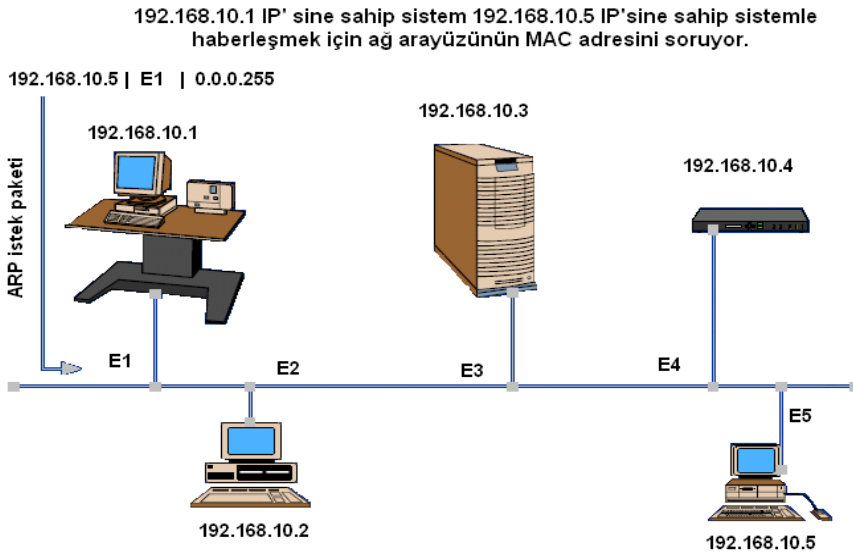 192.168.10.1 IP' sine sahip sistem 192.168.10.5 IP'sine sahip sistemle
haberleşmek için ağ arayüzünün MAC adresini soruyor.
192.168.10.5 | E1 | 0.0.0.255
192.168.10.1
192.168.10.3
192.168.10.4
ARP istek paketi
E1
E2
E3
E4
E5
192.168.10.2
192.168.10.5